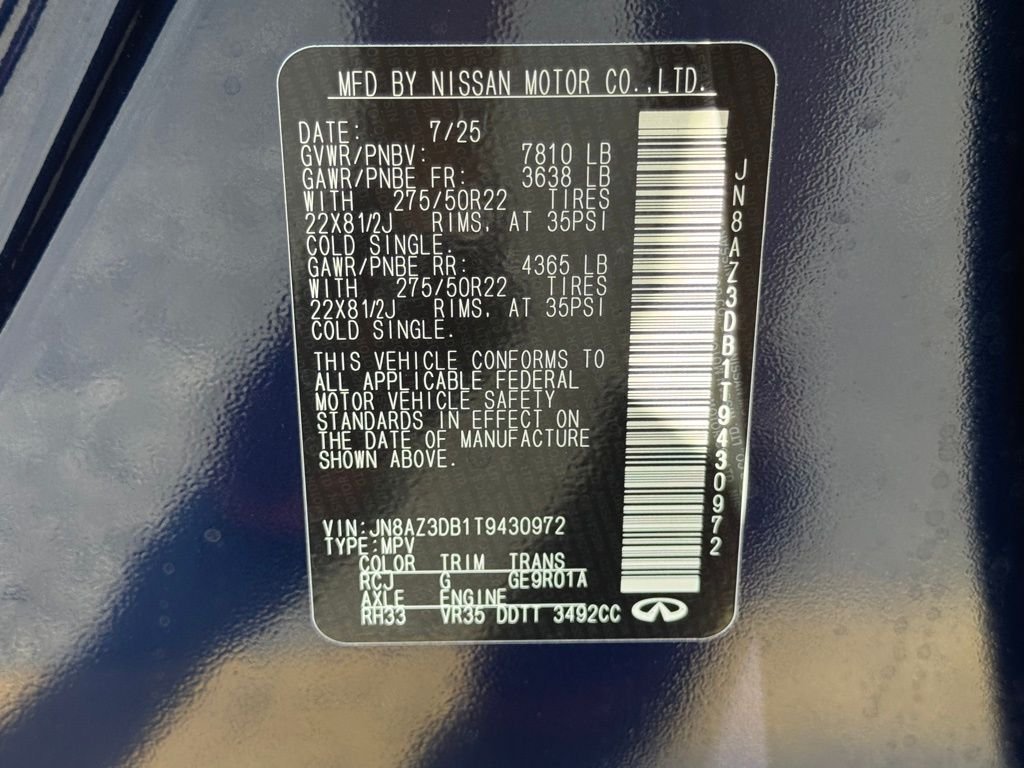 MFD BY NISSAN MOTOR CO.,LTD.
DATE: 7/25
GVWR/PNBV: 7810 LB
GAWR/PNBE FR: 3638 LB
WITH 275/50R22 TIRES
22X81/2J RIMS, AT 35PSI
COLD SINGLE.
GAWR/PNBE RR: 4365 LB
WITH 275/50R22 TIRES
22X81/2J RIMS, AT 35PSI
COLD SINGLE.
THIS VEHICLE CONFORMS TO
ALL APPLICABLE FEDERAL
MOTOR VEHICLE SAFETY
STANDARDS IN EFFECT ON
THE DATE OF MANUFACTURE
SHOWN ABOVE.
VIN:JN8AZ3DB1T9430972
TYPE:MPV
COLOR TRIM TRANS
RCJ G GE9R01A
AXLE ENGINE
RH33 VR35 DDTT 3492CC
JN8AZ3DB1T9430972